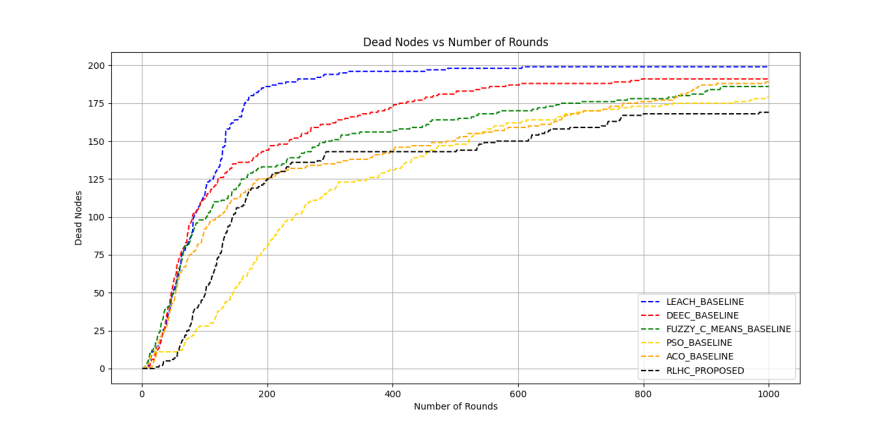 Dead Nodes vs Number of Rounds
Dead Nodes
200
175
150
125
100
75
50
25
0
0 200 400 600 800 1000
Number of Rounds
LEACH_BASELINE
DEEC_BASELINE
FUZZY_C_MEANS_BASELINE
PSO_BASELINE
ACO_BASELINE
RLHC_PROPOSED